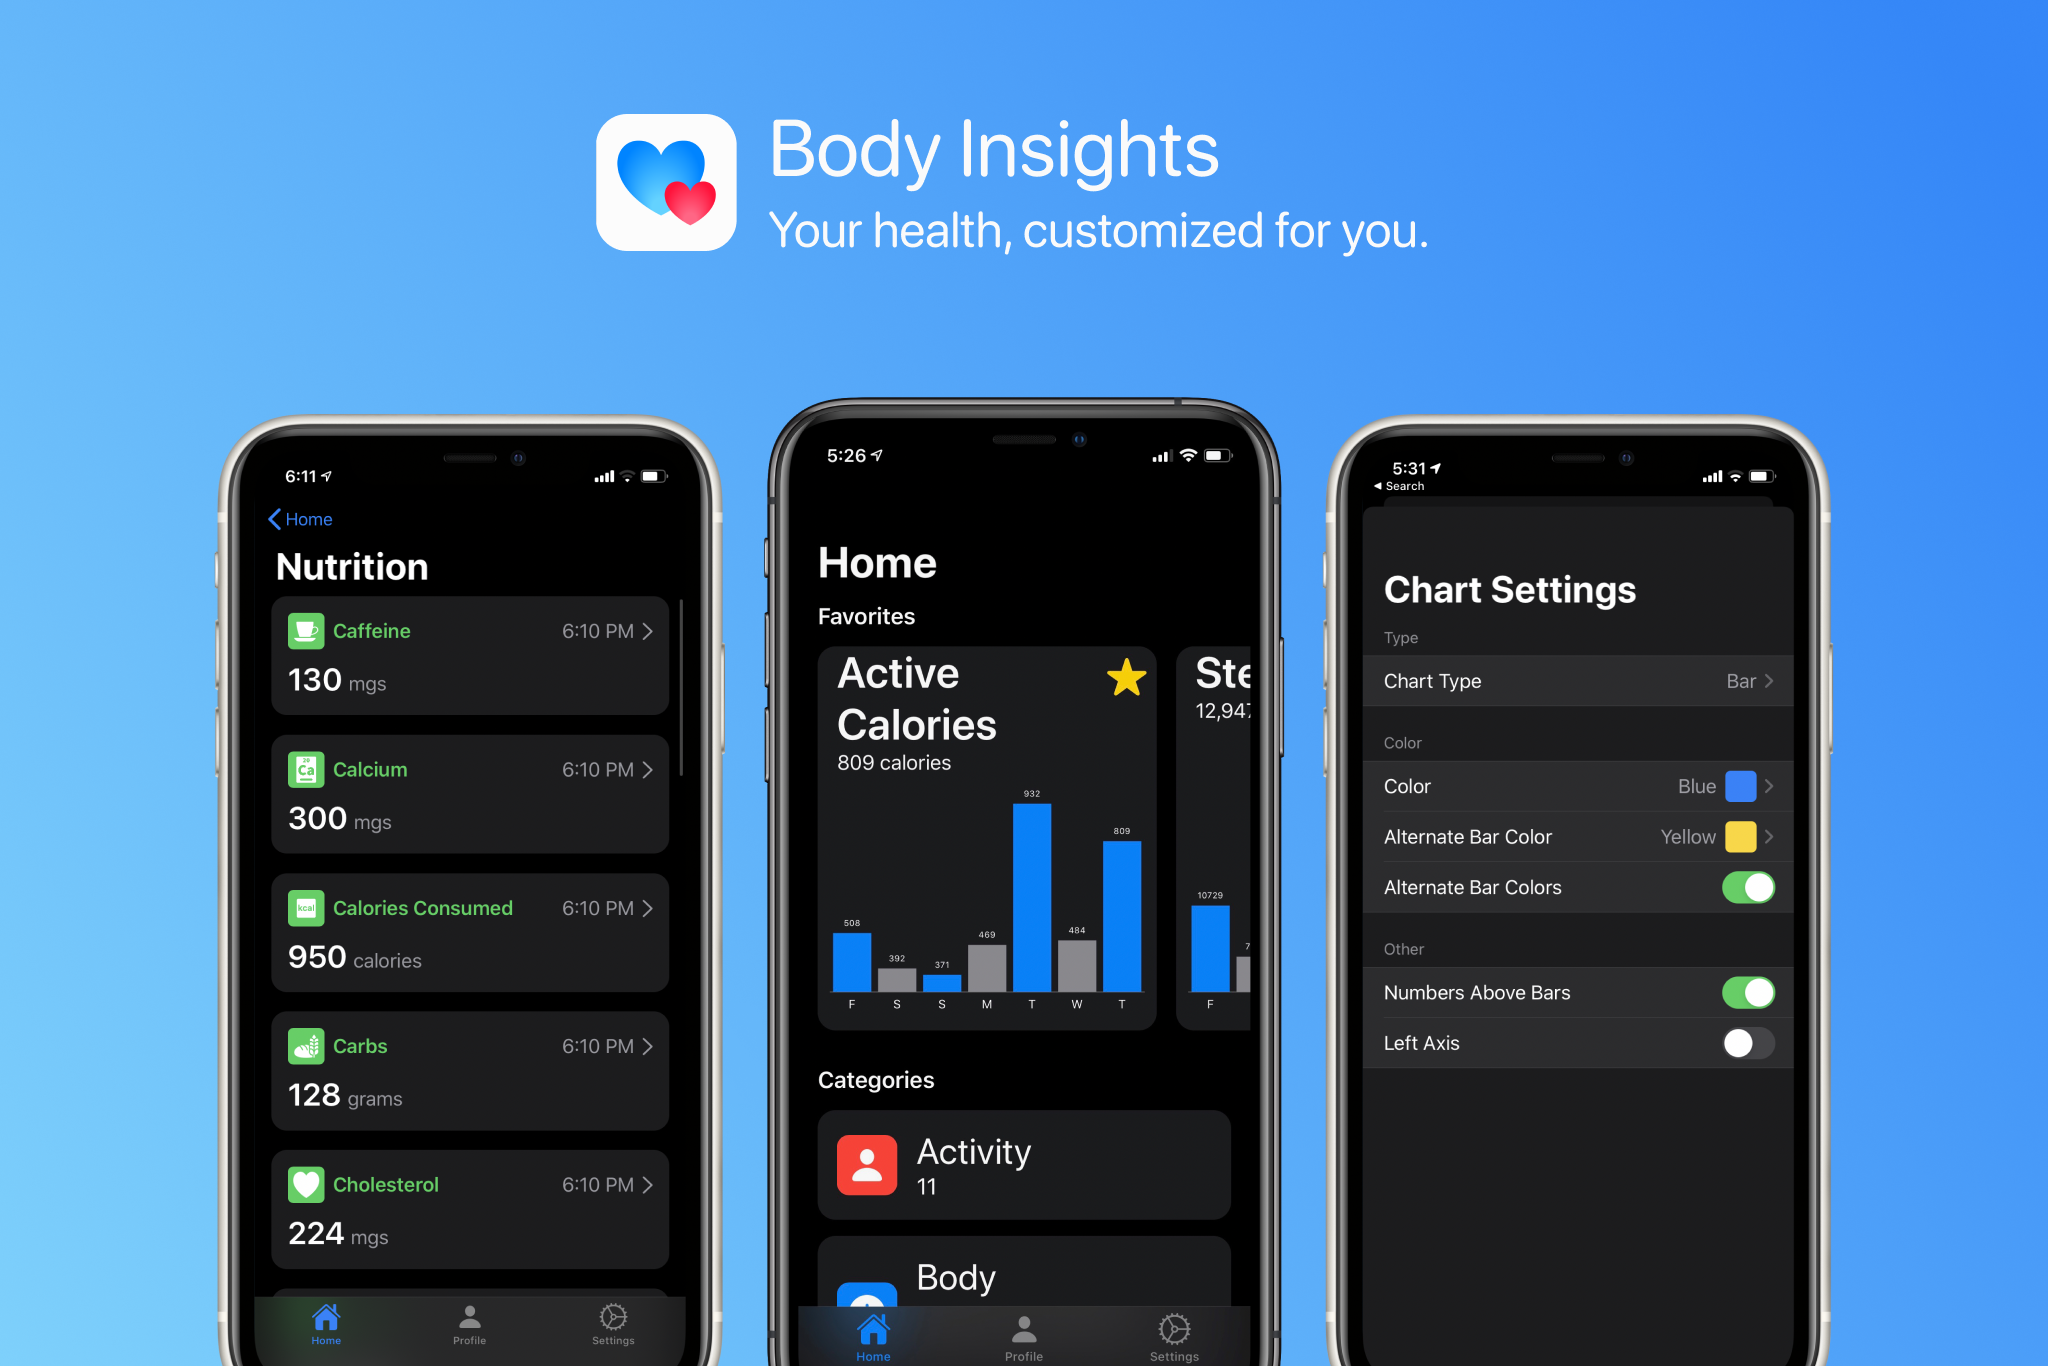 Body Insights
Your health, customized for you.
6:11
Home
Nutrition
Caffeine 6:10 PM
130 mgs
20
Ca
Calcium 6:10 PM
300 mgs
kcal
Calories Consumed 6:10 PM
950 calories
Carbs 6:10 PM
128 grams
Cholesterol 6:10 PM
224 mgs
Home Profile Settings
5:26
Home
Favorites
Active
Calories
809 calories
932
809
508
484
469
392
371
F S S M T W T
Ste
12,947
10729
7
F
Categories
Activity
11
Body
Home Profile Settings
5:31
Search
Chart Settings
Type
Chart Type Bar
Color
Color Blue
Alternate Bar Color Yellow
Alternate Bar Colors
Other
Numbers Above Bars
Left Axis